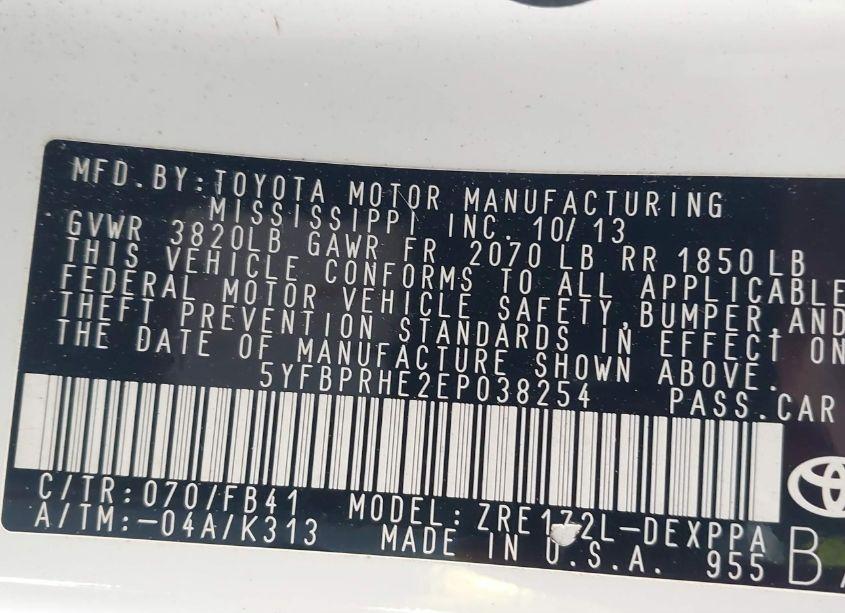 MFD.BY:TOYOTA MOTOR MANUFACTURING
MISSISSIPPI INC. 10/13
GVWR 3820LB GAWR FR 2070 LB RR 1850 LB
THIS VEHICLE CONFORMS TO ALL APPLICABLE
FEDERAL MOTOR VEHICLE SAFETY, BUMPER, AND
THEFT PREVENTION STANDARDS IN EFFECT ON
THE DATE OF MANUFACTURE SHOWN ABOVE.
5YFBPRHE2EP038254 PASS.CAR
C/TR:070/FB41 MODEL:ZRE172L-DEXPPA
A/TM:-04A/K313 MADE IN U.S.A. 955 B